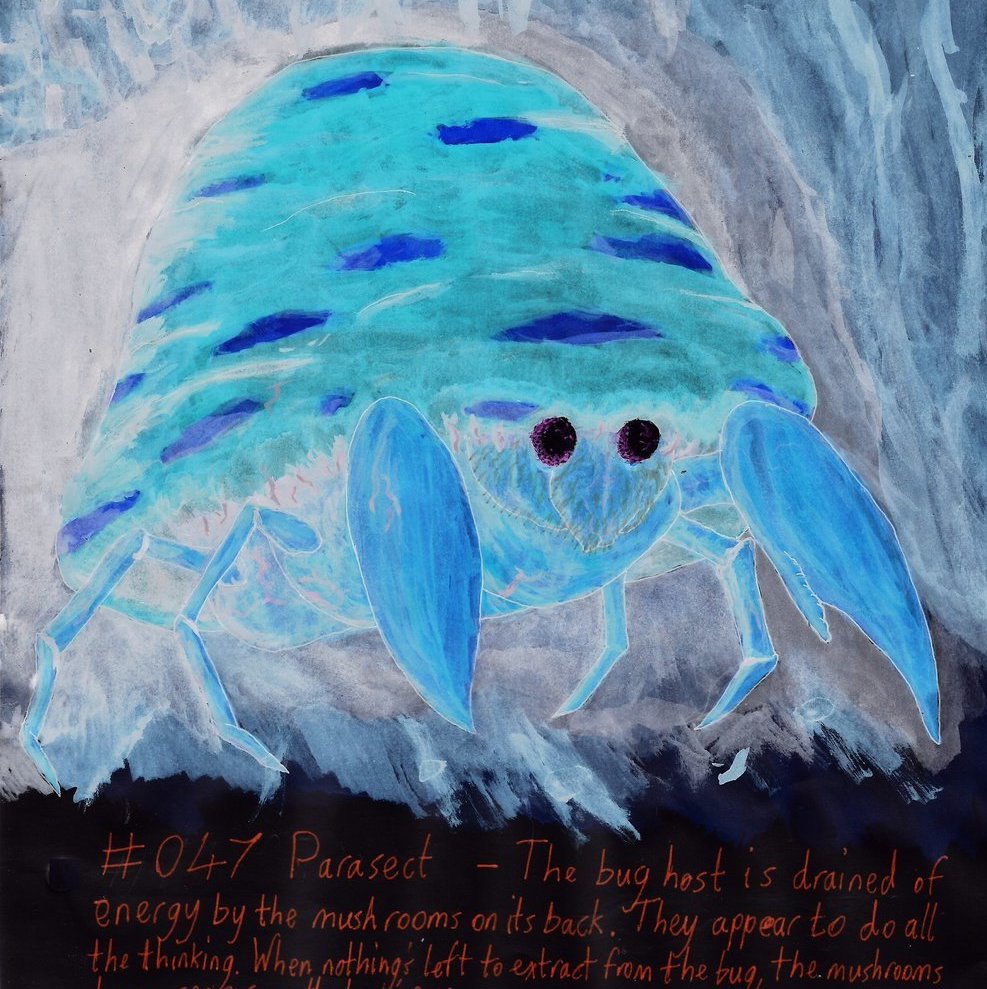 #047 Parasect - The bug host is drained of
energy by the mushrooms on its back. They appear to do all
the thinking. When nothing's left to extract from the bug, the mushrooms